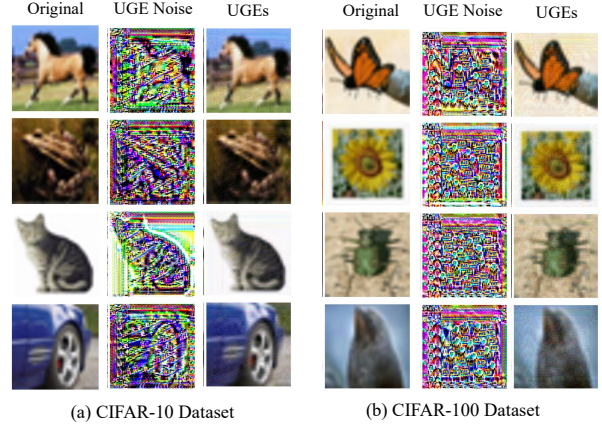 Original UGE Noise UGEs Original UGE Noise UGEs
(a) CIFAR-10 Dataset (b) CIFAR-100 Dataset